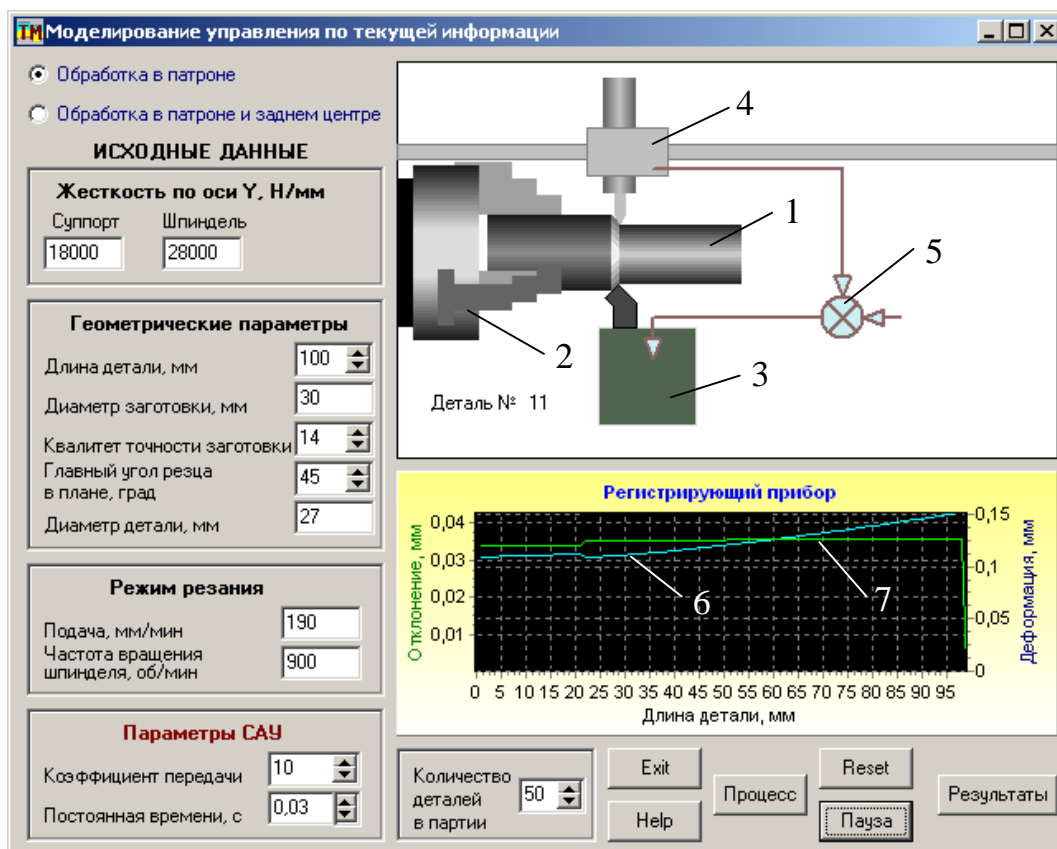 ТМ Моделирование управления по текущей информации
Обработка в патроне
Обработка в патроне и заднем центре
ИСХОДНЫЕ ДАННЫЕ
Жесткость по оси Y, Н/мм
Суппорт Шпиндель
18000 28000
Геометрические параметры
Длина детали, мм 100
Диаметр заготовки, мм 30
Квалитет точности заготовки 14
Главный угол резца
в плане, град 45
Диаметр детали, мм 27
Режим резания
Подача, мм/мин 190
Частота вращения
шпинделя, об/мин 900
Параметры САУ
Коэффициент передачи 10
Постоянная времени, с 0,03
4
1
5
2
3
Деталь № 11
Регистрирующий прибор
Отклонение, мм
0,04
0,03
0,02
0,01
0,15
0,1
0,05
0
Деформация, мм
6
7
0 5 10 15 20 25 30 35 40 45 50 55 60 65 70 75 80 85 90 95
Длина детали, мм
Количество
деталей
в партии
50
Exit
Help
Процесс
Reset
Пауза
Результаты